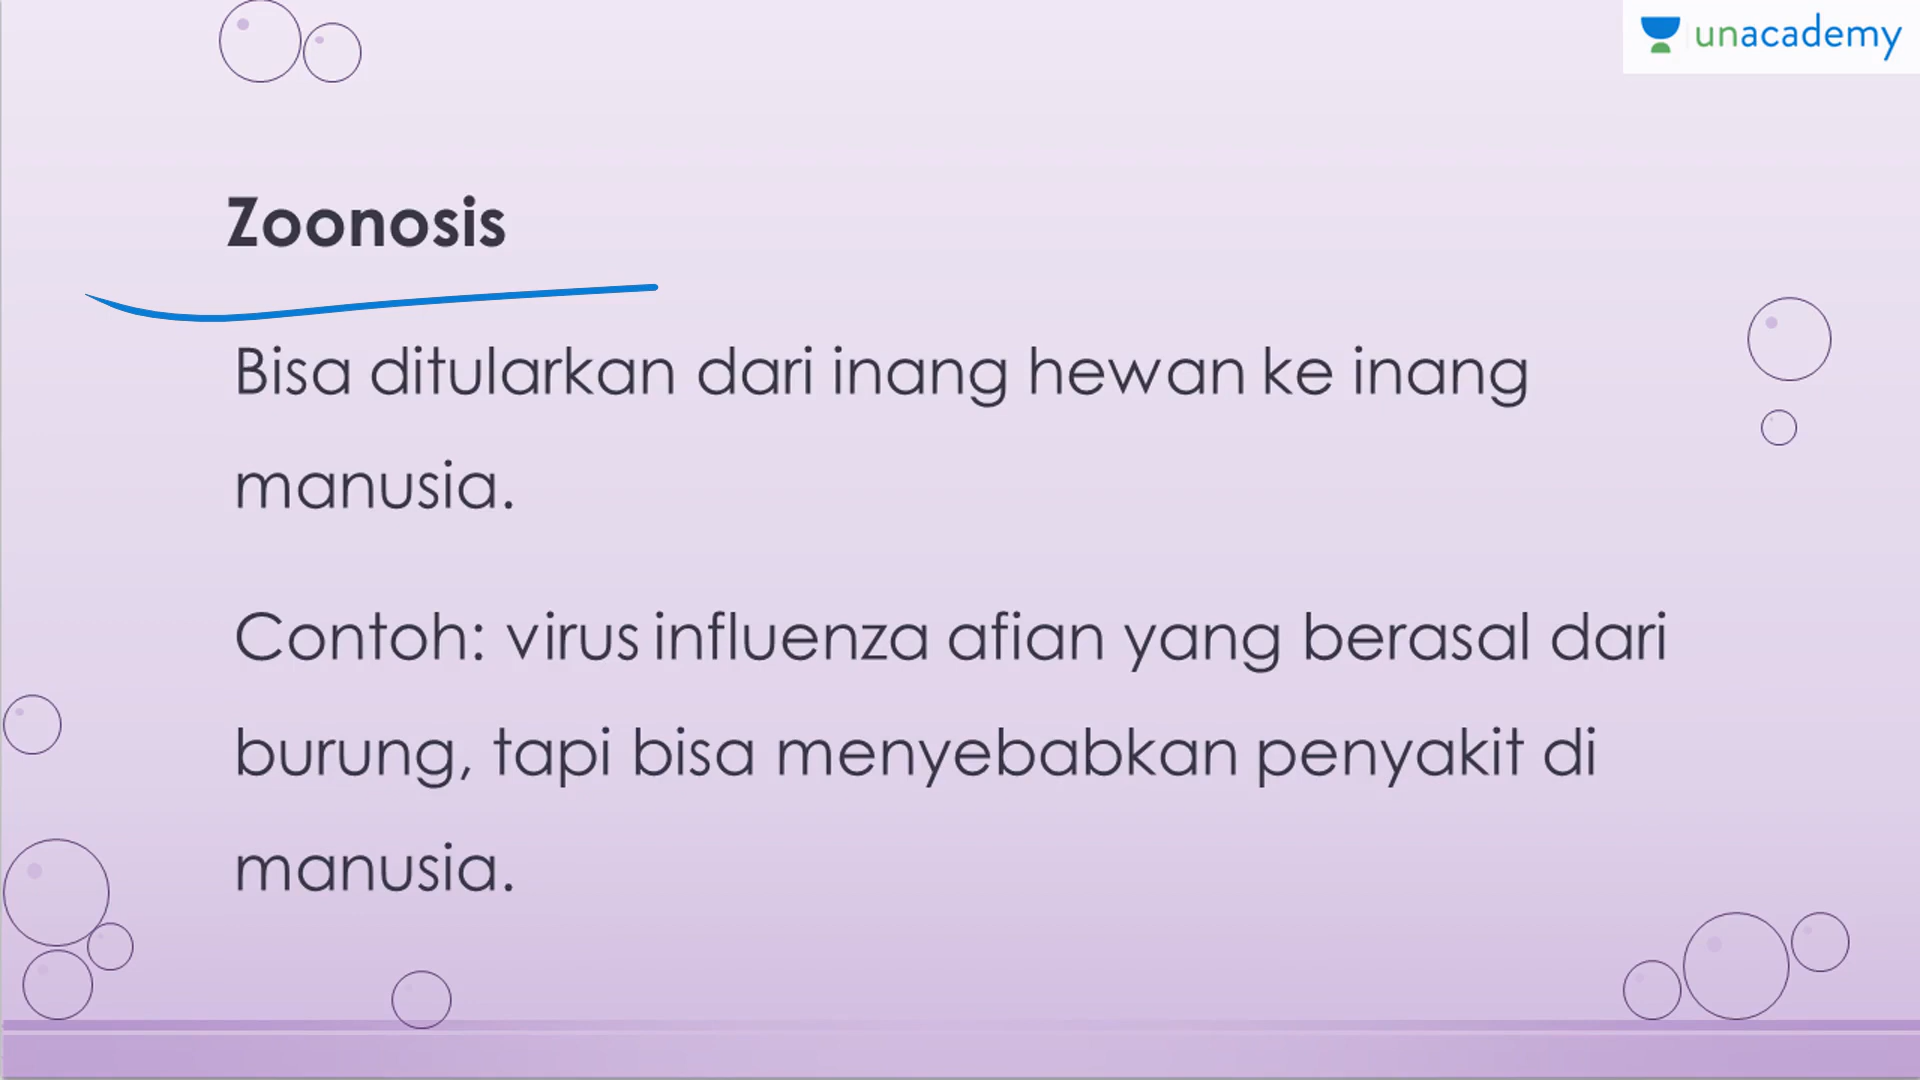 unacademy
Zoonosis
Bisa ditularkan dari inang hewan ke inang
manusia.
Contoh: virus influenza afian yang berasal dari
burung, tapi bisa menyebabkan penyakit di
manusia.